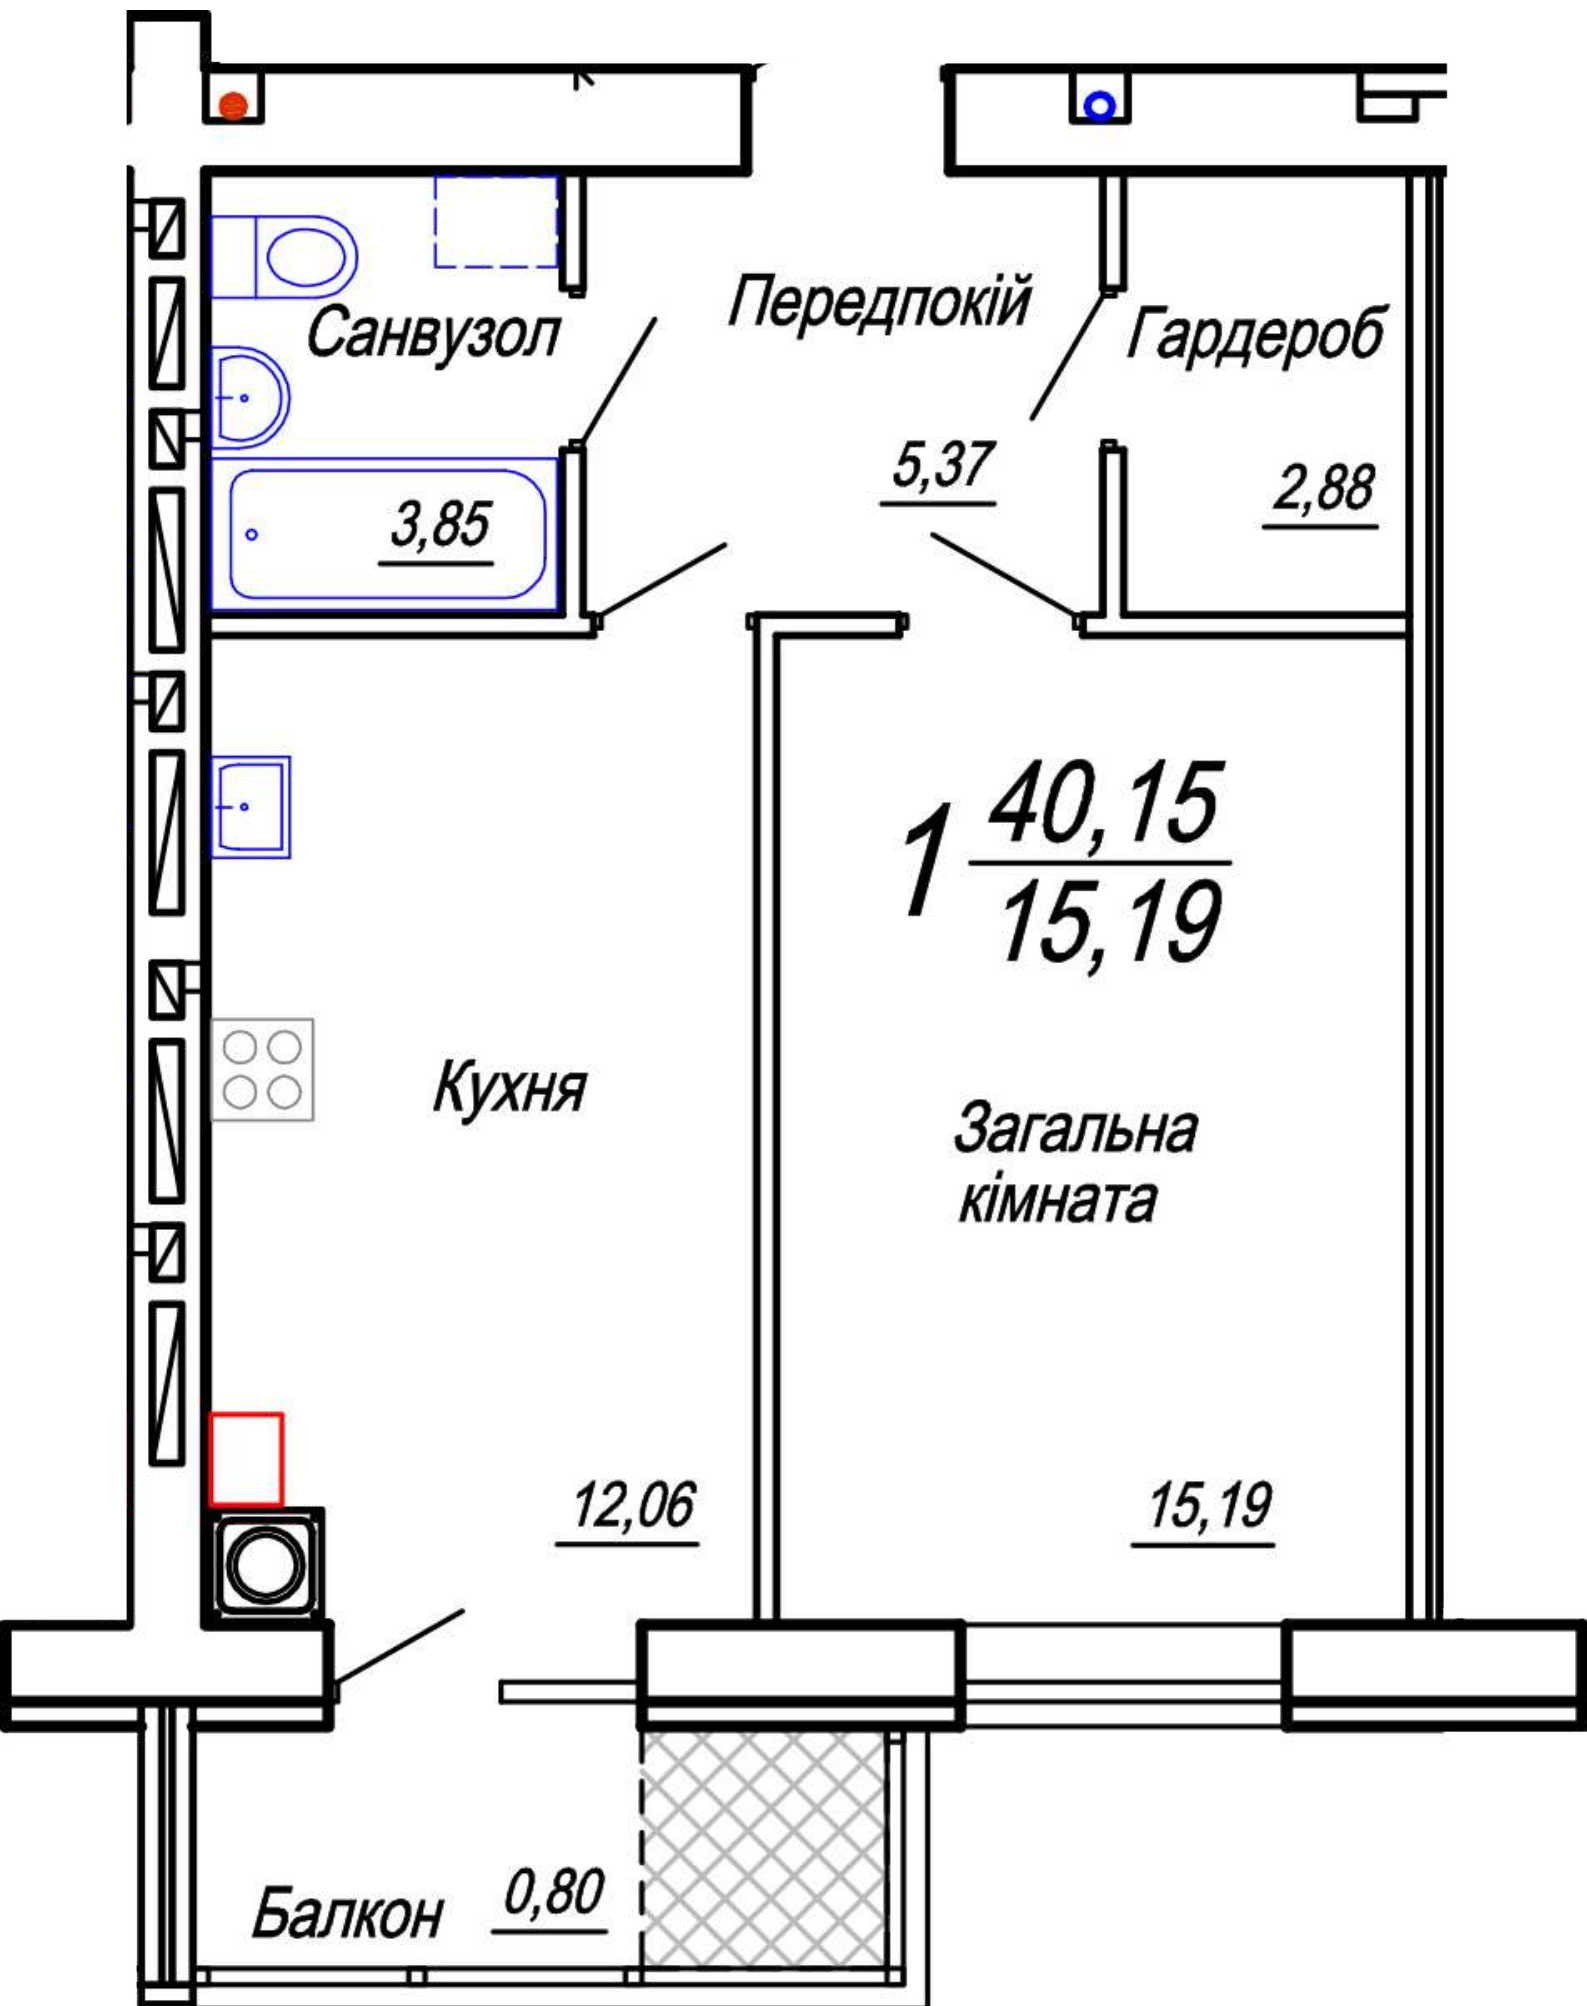 Санвузол
Передпокій
Гардероб
3,85
5,37
2,88
1
40,15
15,19
Кухня
Загальна
кімната
12,06
15,19
Балкон
0,80